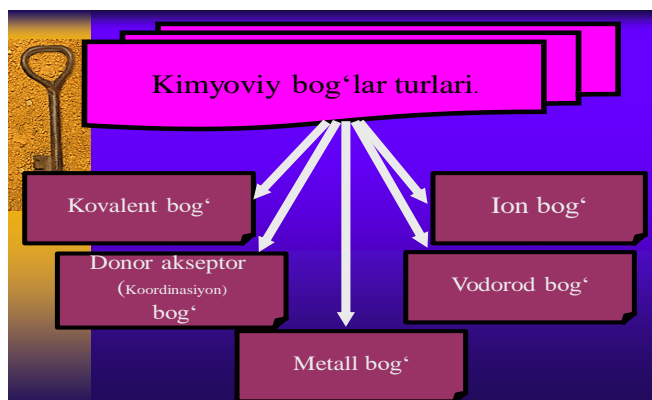 Kimyoviy bog‘lar turlari.
Kovalent bog‘
Ion bog‘
Donor akseptor
(Koordinasiyon)
bog‘
Vodorod bog‘
Metall bog‘